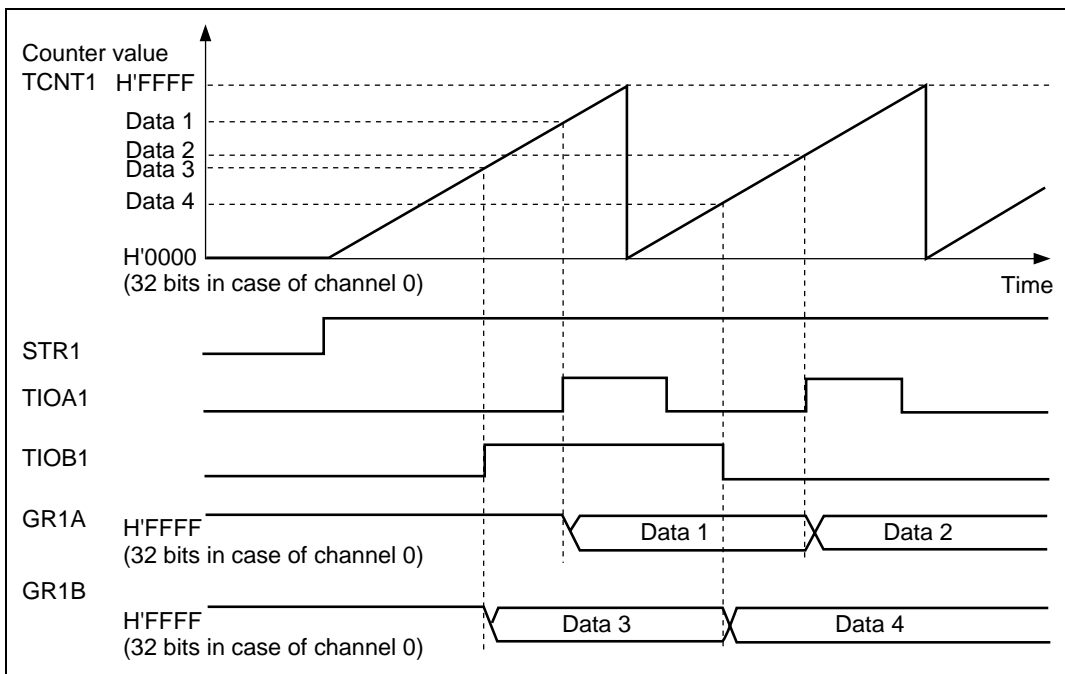 Counter value
TCNT1 H'FFFF
Data 1
Data 2
Data 3
Data 4
H'0000
(32 bits in case of channel 0)
Time
STR1
TIOA1
TIOB1
GR1A
H'FFFF
(32 bits in case of channel 0)
Data 1
Data 2
GR1B
H'FFFF
(32 bits in case of channel 0)
Data 3
Data 4